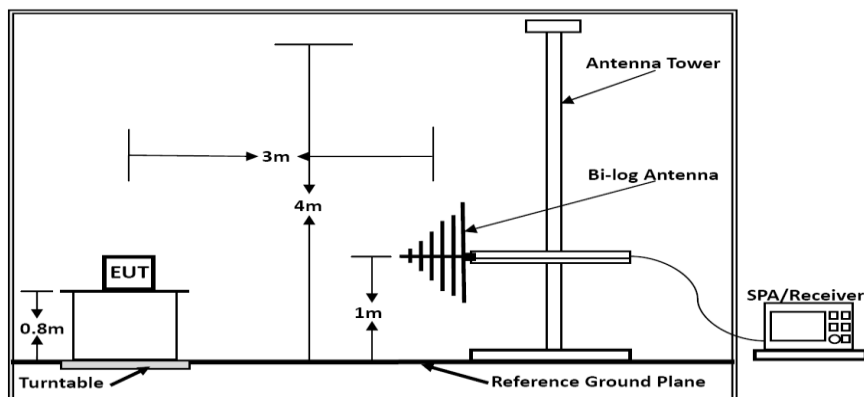 Antenna Tower
3m
Bi-log Antenna
4m
EUT
SPA/Receiver
1m
0.8m
Turntable
Reference Ground Plane